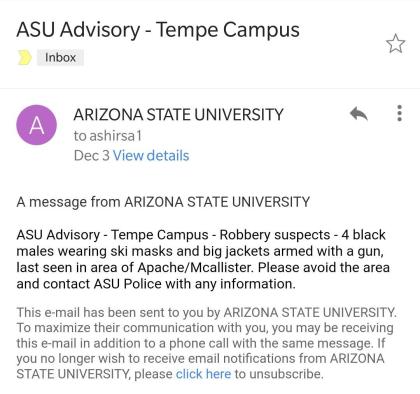 ASU Advisory - Tempe Campus
Inbox
A
ARIZONA STATE UNIVERSITY
to ashirsa1
Dec 3 View details
A message from ARIZONA STATE UNIVERSITY
ASU Advisory - Tempe Campus - Robbery suspects - 4 black
males wearing ski masks and big jackets armed with a gun,
last seen in area of Apache/Mcallister. Please avoid the area
and contact ASU Police with any information.
This e-mail has been sent to you by ARIZONA STATE UNIVERSITY.
To maximize their communication with you, you may be receiving
this e-mail in addition to a phone call with the same message. If
you no longer wish to receive email notifications from ARIZONA
STATE UNIVERSITY, please click here to unsubscribe.